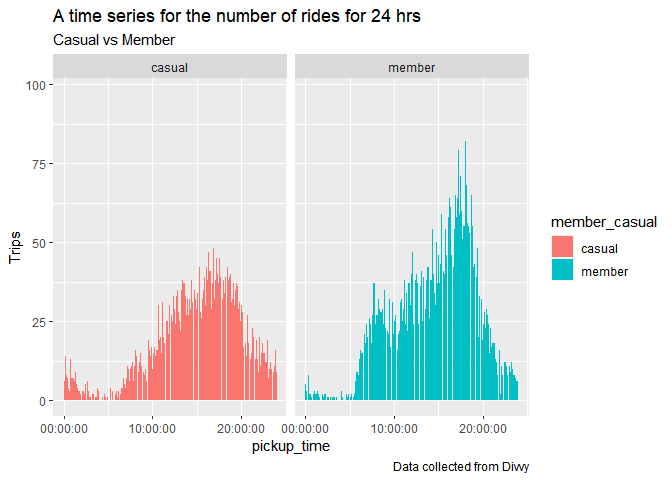 A time series for the number of rides for 24 hrs
Casual vs Member
casual member
100
75
50
25
0
Trips
00:00:00 10:00:00 20:00:00 00:00:00 10:00:00 20:00:00
pickup_time
member_casual
casual
member
Data collected from Divvy